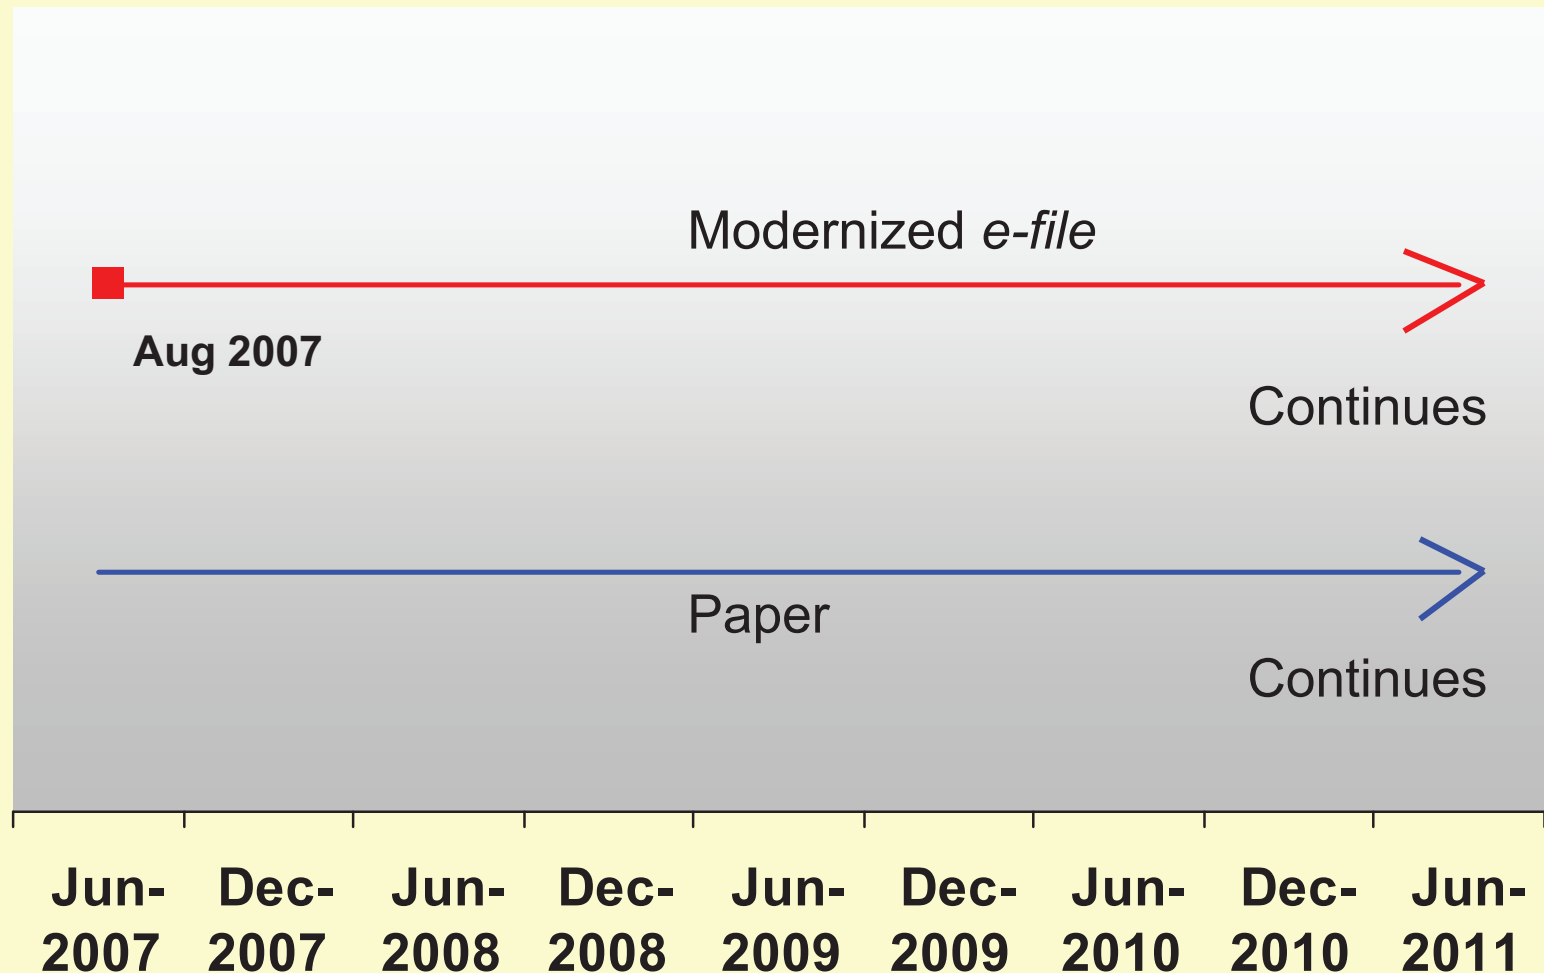 Modernized e-file
Aug 2007
Continues
Paper
Continues
Jun- Dec- Jun- Dec- Jun- Dec- Jun- Dec- Jun-
2007 2007 2008 2008 2009 2009 2010 2010 2011